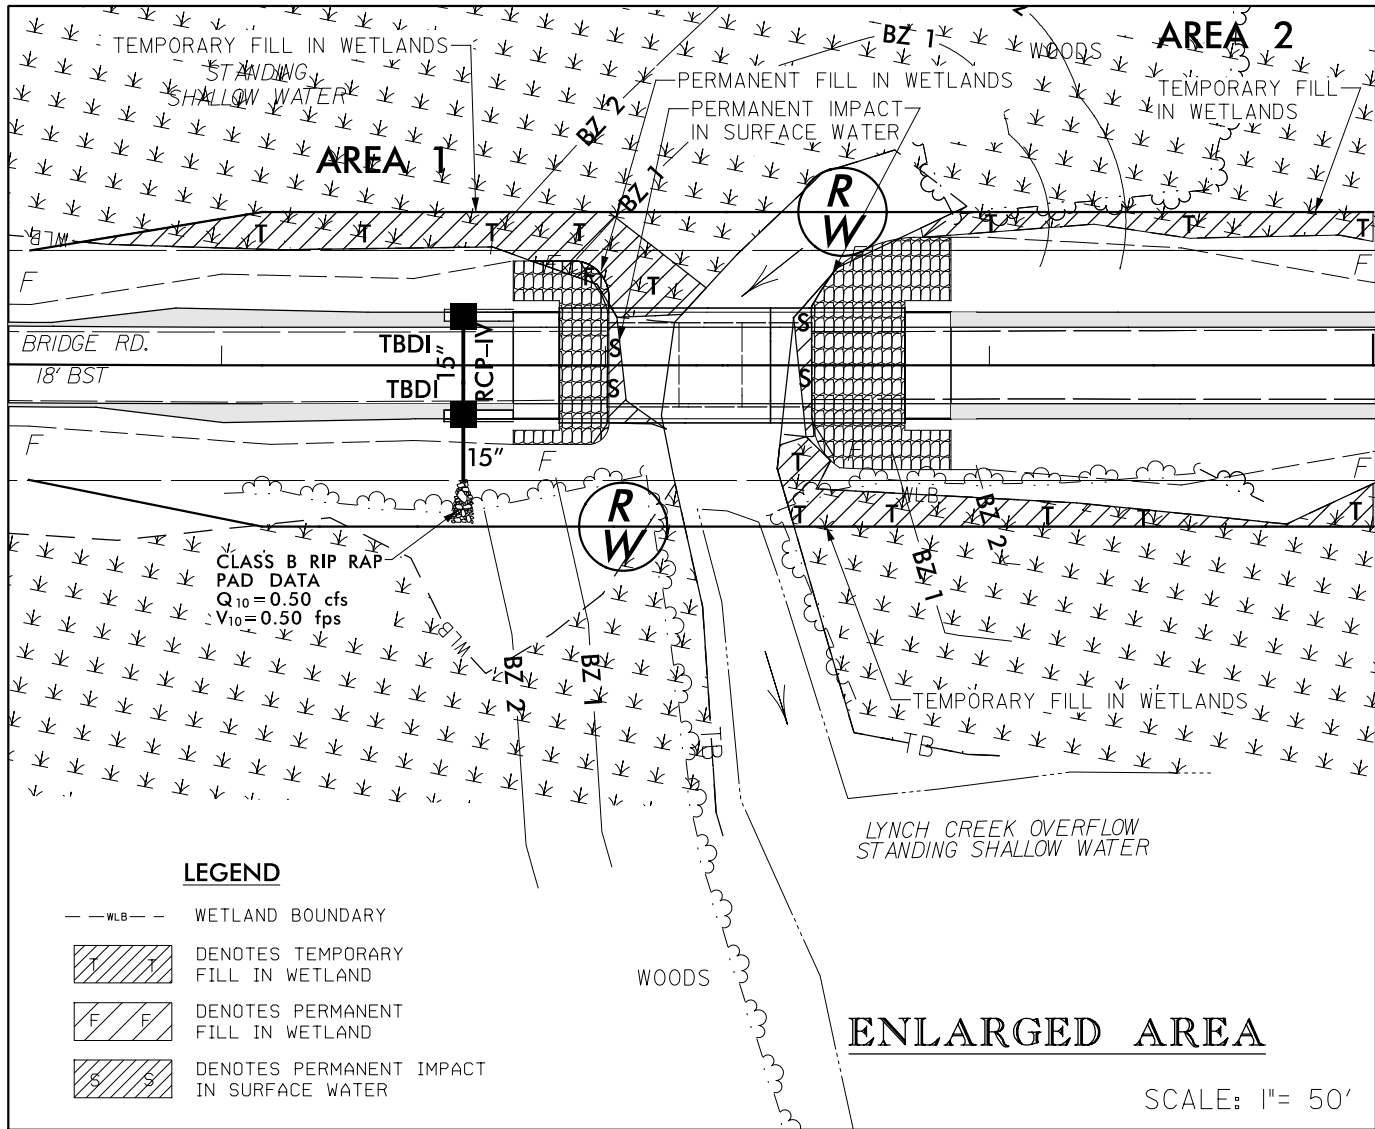 BZ 1
AREA 2
WOODS
TEMPORARY FILL IN WETLANDS
STANDING
SHALLOW WATER
PERMANENT FILL IN WETLANDS
TEMPORARY FILL
IN WETLANDS
BZ 2
PERMANENT IMPACT
IN SURFACE WATER
AREA 1
BZ 1
R
W
T
T
T
T
T
T
T
WLB
F
F
T
F
S
S
BRIDGE RD.
TBDI
15"
RCP-IV
18' BST
TBDI
S
S
F
15"
F
F
T
WLB
R
W
T
T
T
T
T
BZ 2
BZ 1
CLASS B RIP RAP
PAD DATA
Q10=0.50 cfs
V10=0.50 fps
WLB
BZ 2
BZ 1
TEMPORARY FILL IN WETLANDS
TB
TB
LYNCH CREEK OVERFLOW
STANDING SHALLOW WATER
LEGEND
WLB
WETLAND BOUNDARY
T T
DENOTES TEMPORARY
FILL IN WETLAND
F F
DENOTES PERMANENT
FILL IN WETLAND
S S
DENOTES PERMANENT IMPACT
IN SURFACE WATER
WOODS
ENLARGED AREA
SCALE: 1"= 50'